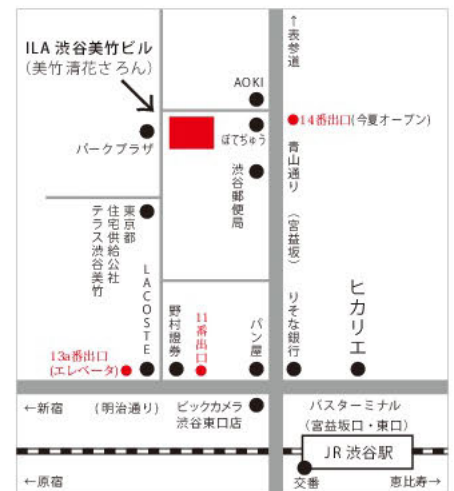 ILA 渋谷美竹ビル
(美竹清花さろん)
←表参道
AOKI
14番出口(今夏オープン)
ぼてぢゅう
パークプラザ
渋谷郵便局
青山通り
(宮益坂)
東京都
住宅供給公社
テラス渋谷美竹
LACOSTE
野村證券
11番出口
パン屋
りそな銀行
ヒカリエ
13a番出口
(エレベータ)
←新宿
(明治通り)
ビックカメラ
渋谷東口店
バスターミナル
(宮益坂口・東口)
JR 渋谷駅
←原宿
交番
恵比寿→